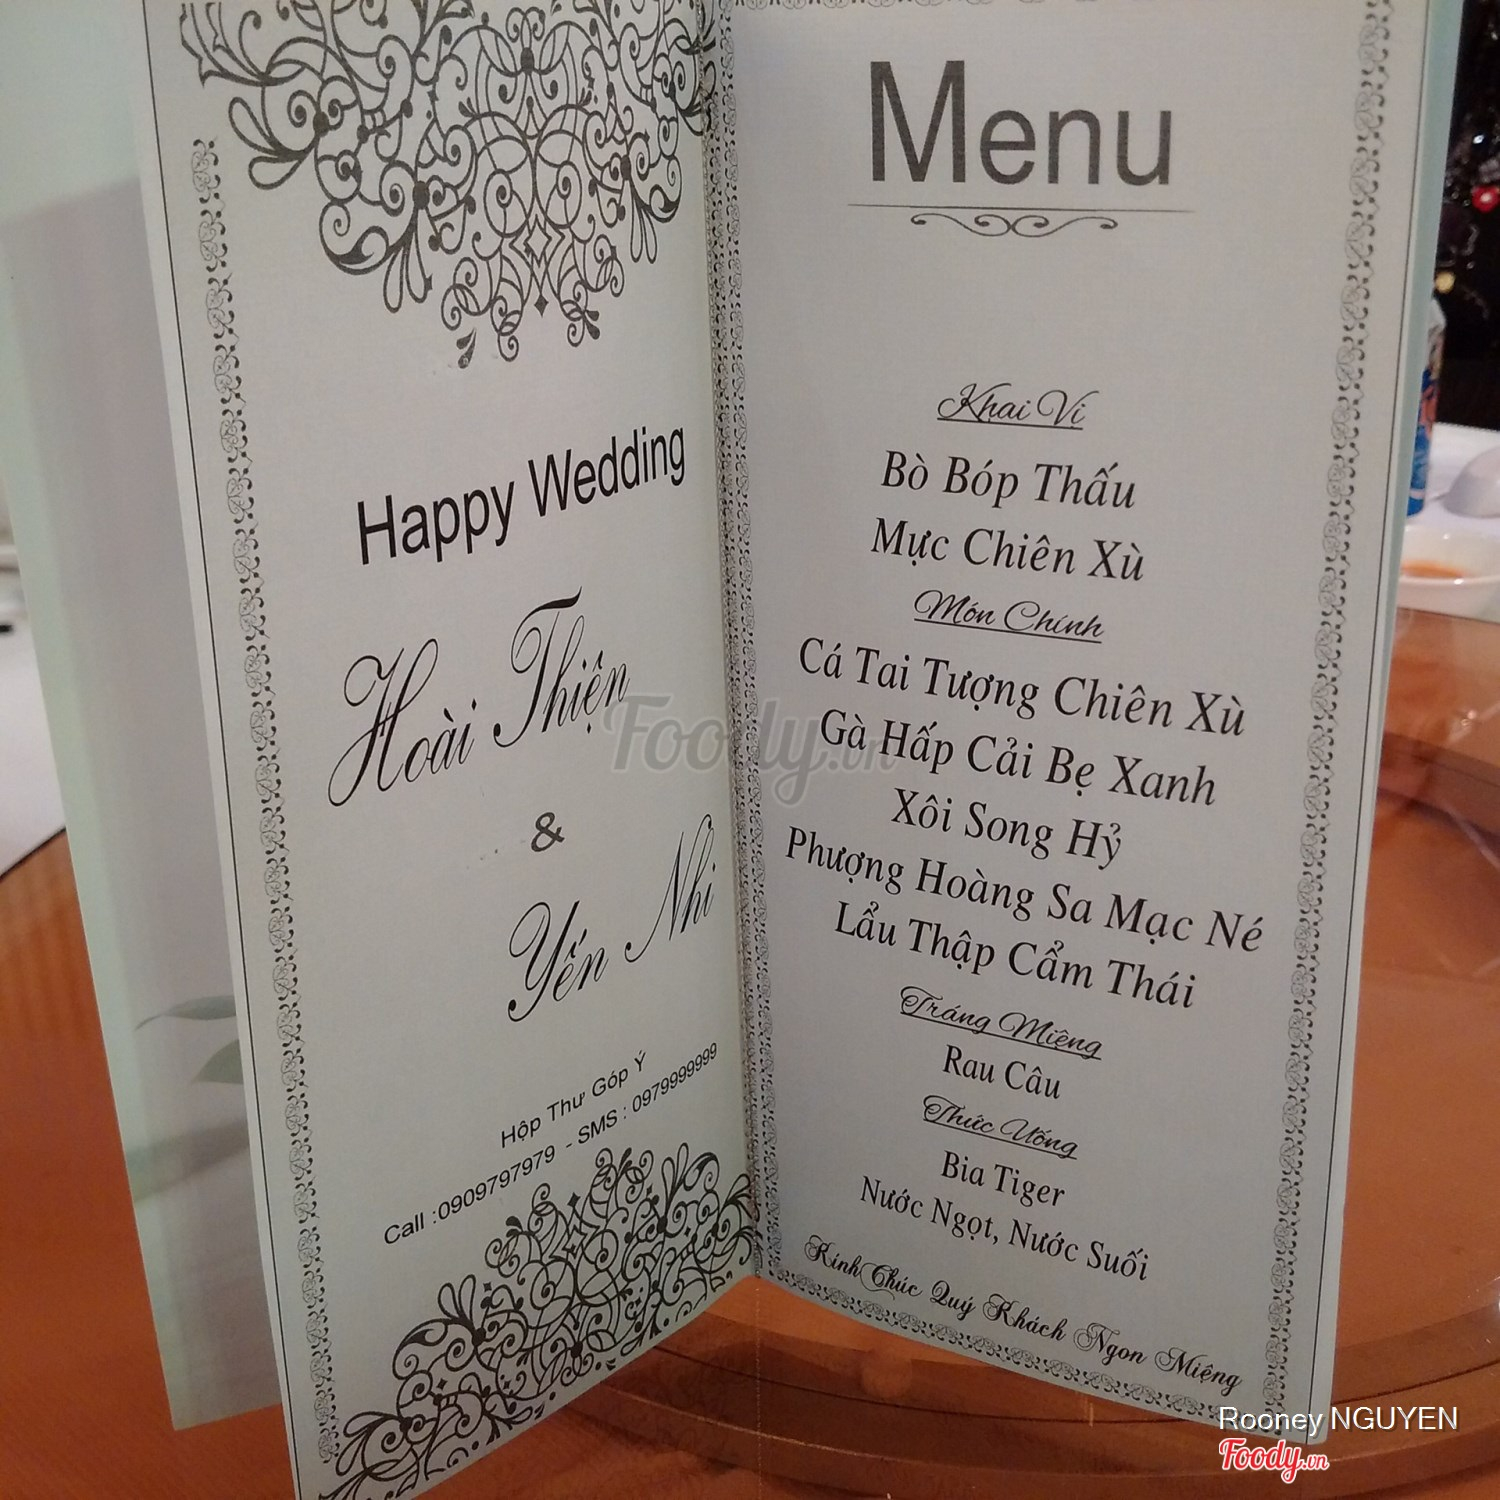 Happy Wedding
Hoài Thiện
&
Yến Nhi
Hộp Thư Góp Ý
Call :0909797979 - SMS : 0979999999
Menu
Khai Vi
Bò Bóp Thấu
Mực Chiên Xù
Món Chính
Cá Tai Tượng Chiên Xù
Gà Hấp Cải Bẹ Xanh
Xôi Song Hỷ
Phượng Hoàng Sa Mạc Né
Lẩu Thập Cẩm Thái
Tráng Miệng
Rau Câu
Thức Uống
Bia Tiger
Nước Ngọt, Nước Suối
Kính Chúc Quý Khách Ngon Miệng
Foody.vn
Rooney NGUYEN
Foody.vn